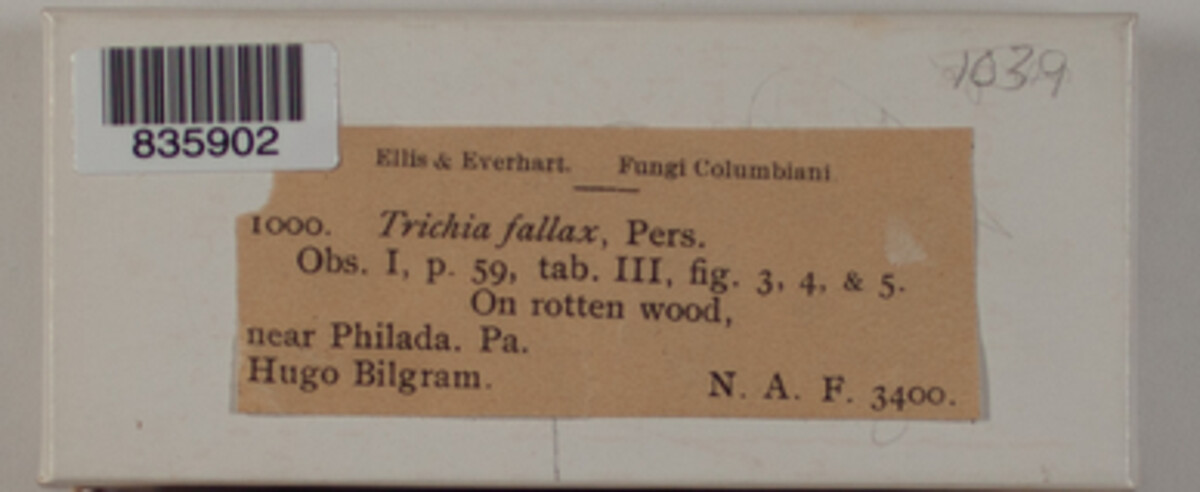 1039
835902
Ellis & Everhart. Fungi Columbiani
1000. Trichia fallax, Pers.
Obs. I, p. 59, tab. III, fig. 3, 4, & 5.
On rotten wood,
near Philada. Pa.
Hugo Bilgram. N. A. F. 3400.